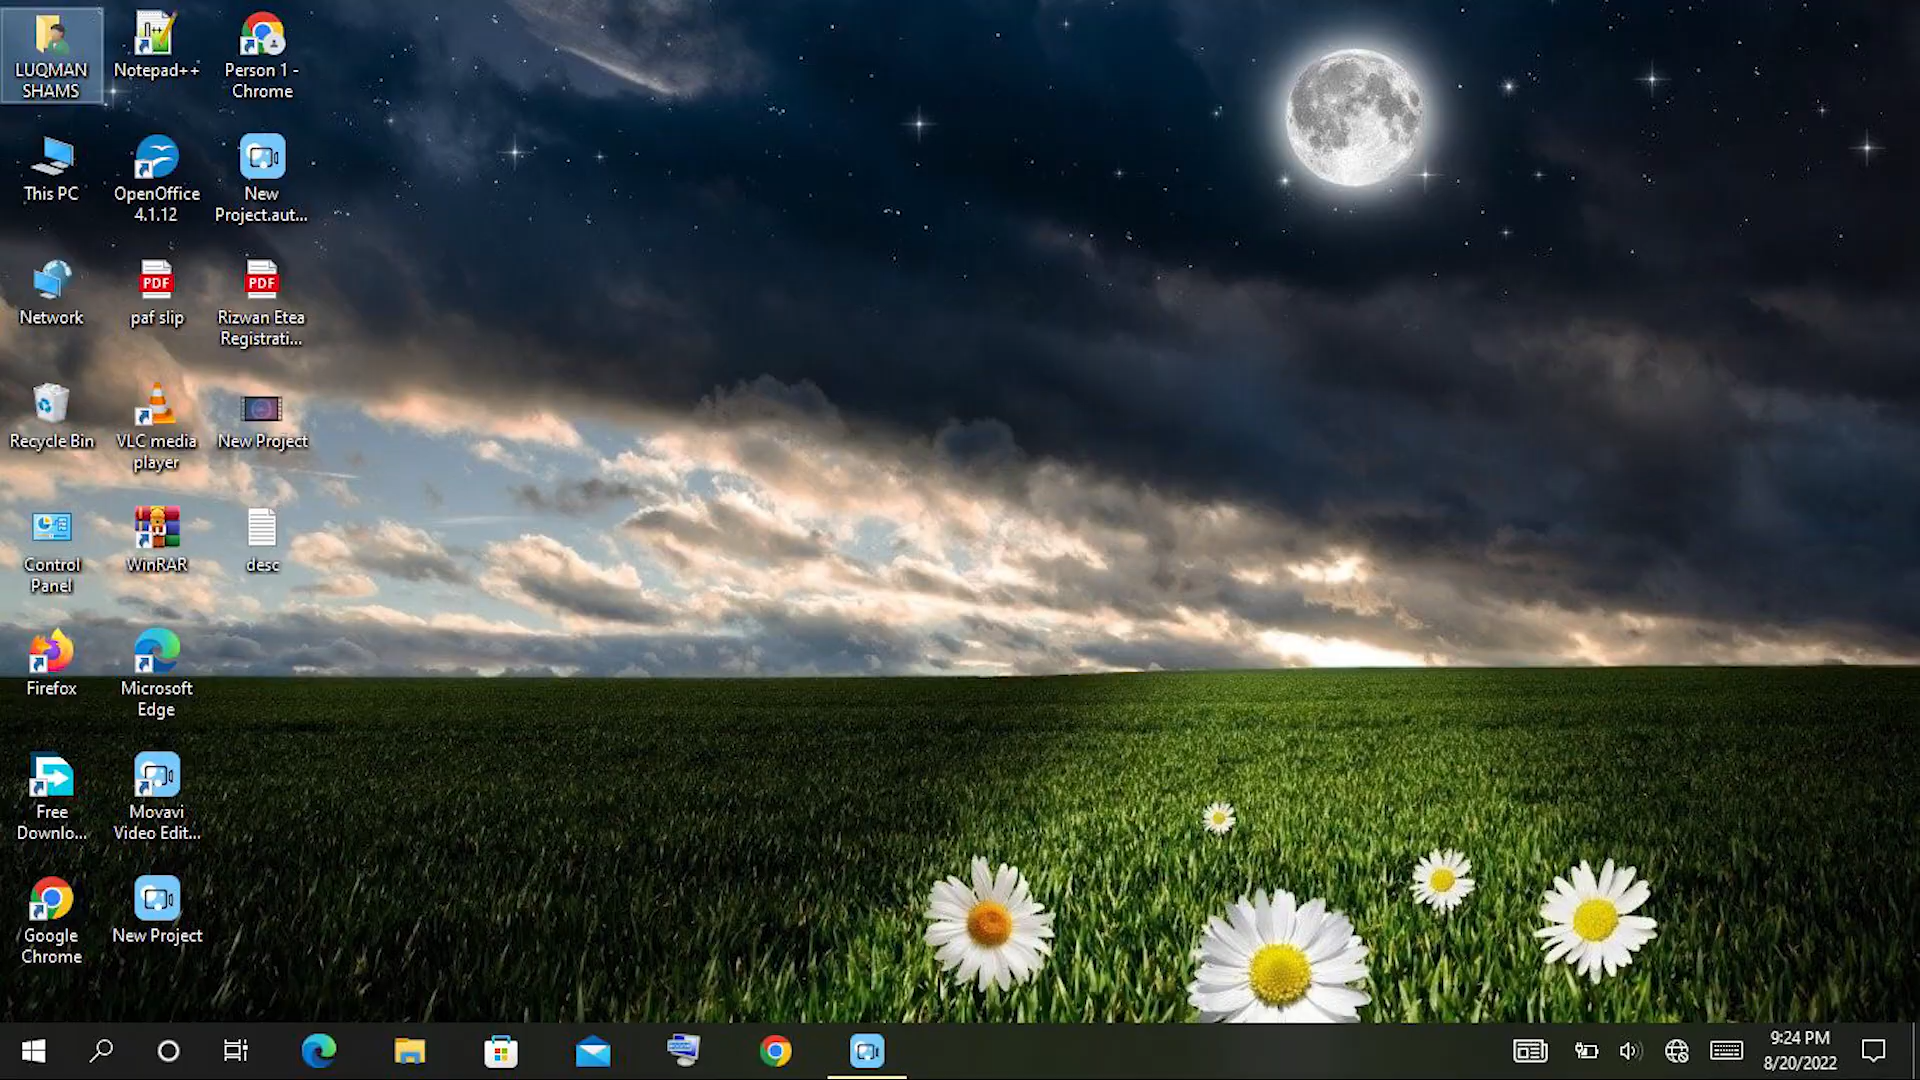 LUQMAN
SHAMS
Notepad++
Person 1 -
Chrome
This PC
OpenOffice
4.1.12
New
Project.aut...
Network
PDF
paf slip
PDF
Rizwan Etea
Registrati...
Recycle Bin
VLC media
player
New Project
Control
Panel
WinRAR
desc
Firefox
Microsoft
Edge
Free
Downlo...
Movavi
Video Edit...
Google
Chrome
New Project
9:24 PM
8/20/2022